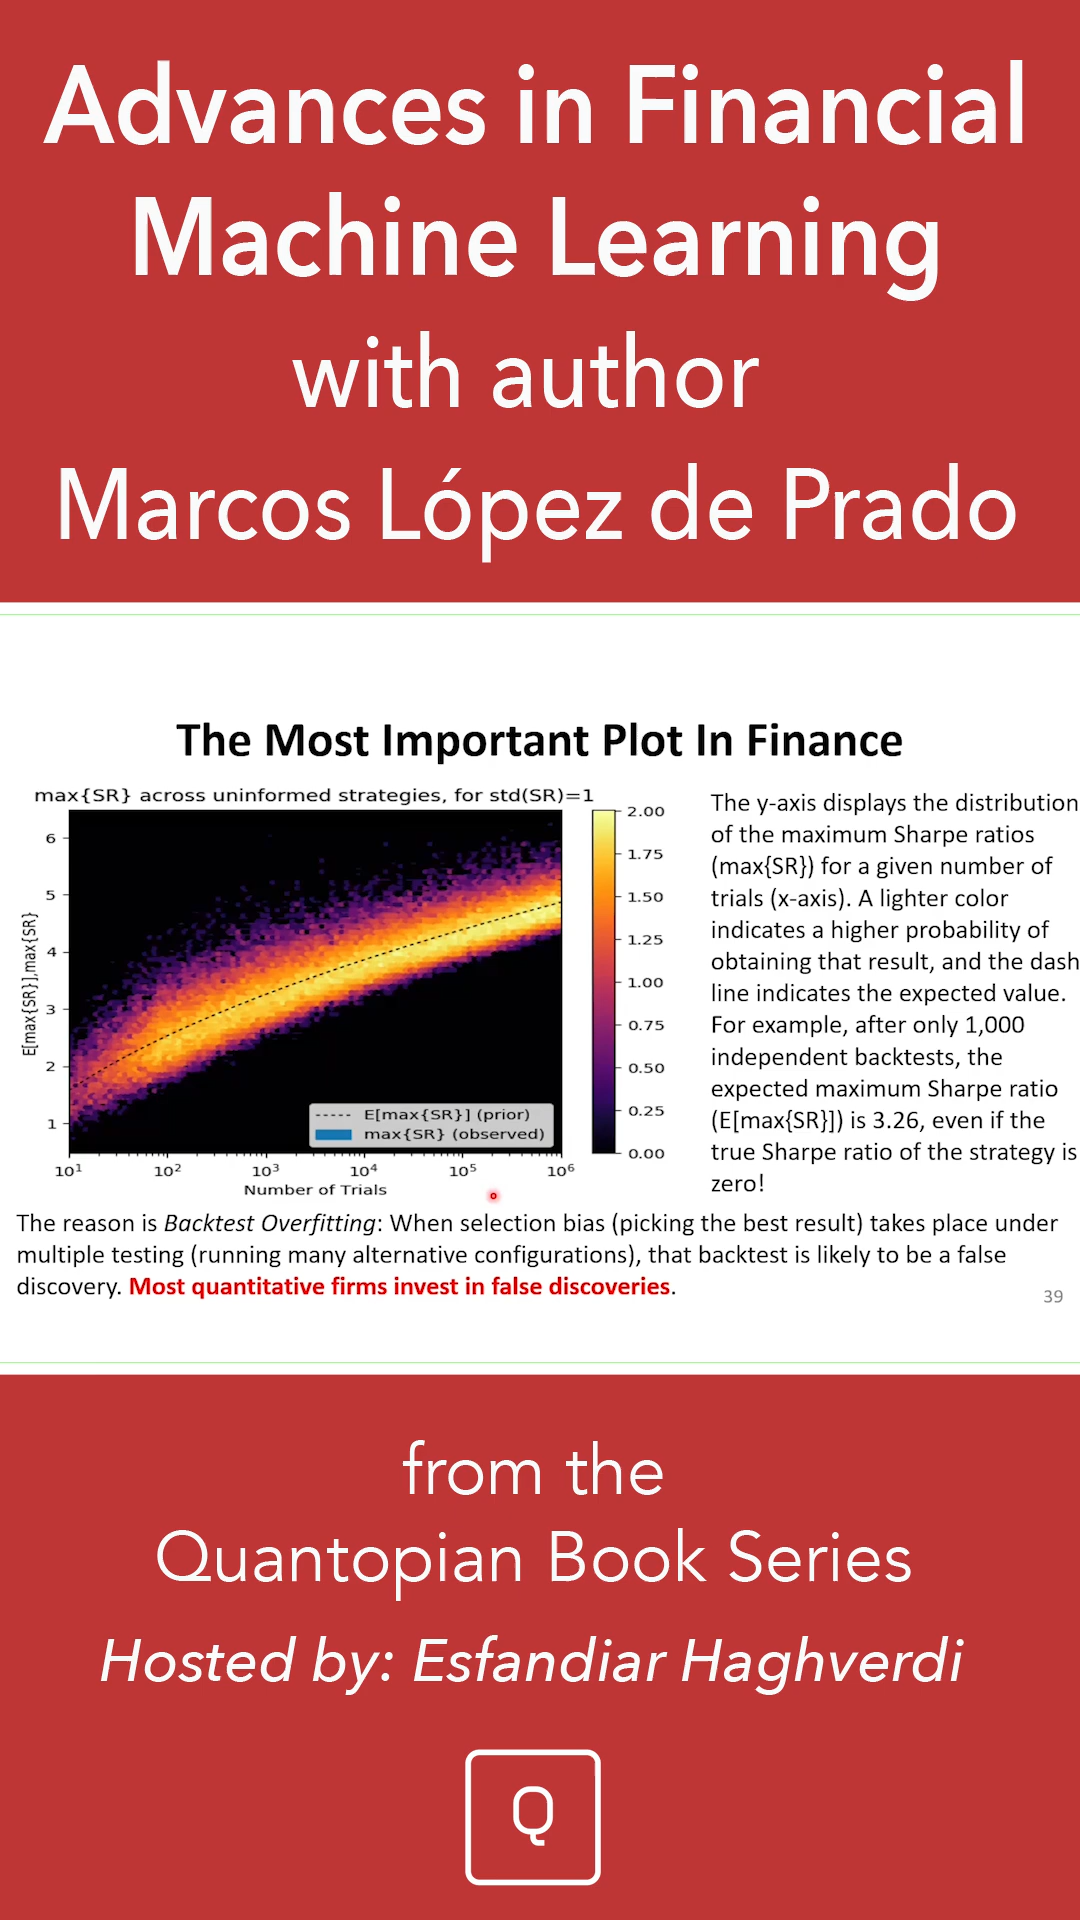 Advances in Financial
Machine Learning
with author
Marcos López de Prado
The Most Important Plot In Finance
max{SR} across uninformed strategies, for std(SR)=1
E[max{SR}],max{SR}
6
5
4
3
2
1
10¹ 10² 10³ 10⁴ 10⁵ 10⁶
Number of Trials
E[max{SR}] (prior)
max{SR} (observed)
2.00
1.75
1.50
1.25
1.00
0.75
0.50
0.25
0.00
The y-axis displays the distribution
of the maximum Sharpe ratios
(max{SR}) for a given number of
trials (x-axis). A lighter color
indicates a higher probability of
obtaining that result, and the dash
line indicates the expected value.
For example, after only 1,000
independent backtests, the
expected maximum Sharpe ratio
(E[max{SR}]) is 3.26, even if the
true Sharpe ratio of the strategy is
zero!
The reason is Backtest Overfitting: When selection bias (picking the best result) takes place under
multiple testing (running many alternative configurations), that backtest is likely to be a false
discovery. Most quantitative firms invest in false discoveries.
39
from the
Quantopian Book Series
Hosted by: Esfandiar Haghverdi
Q